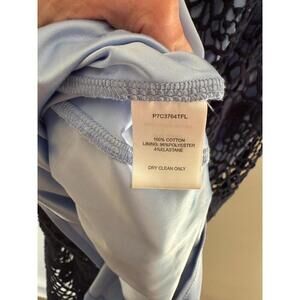 P7C3764TFL
100% COTTON
LINING: 96%POLYESTER
4%ELASTANE
DRY CLEAN ONLY